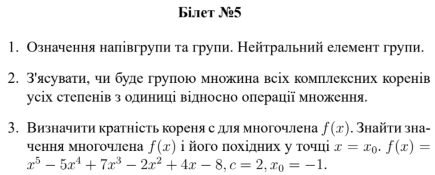 Білет №5
1. Означення напівгрупи та групи. Нейтральний елемент групи.
2. З'ясувати, чи буде групою множина всіх комплексних коренів
усіх степенів з одиниці відносно операції множення.
3. Визначити кратність кореня c для многочлена f(x). Знайти зна-
чення многочлена f(x) і його похідних у точці x = x₀. f(x) =
x⁵ − 5x⁴ + 7x³ − 2x² + 4x − 8, c = 2, x₀ = −1.